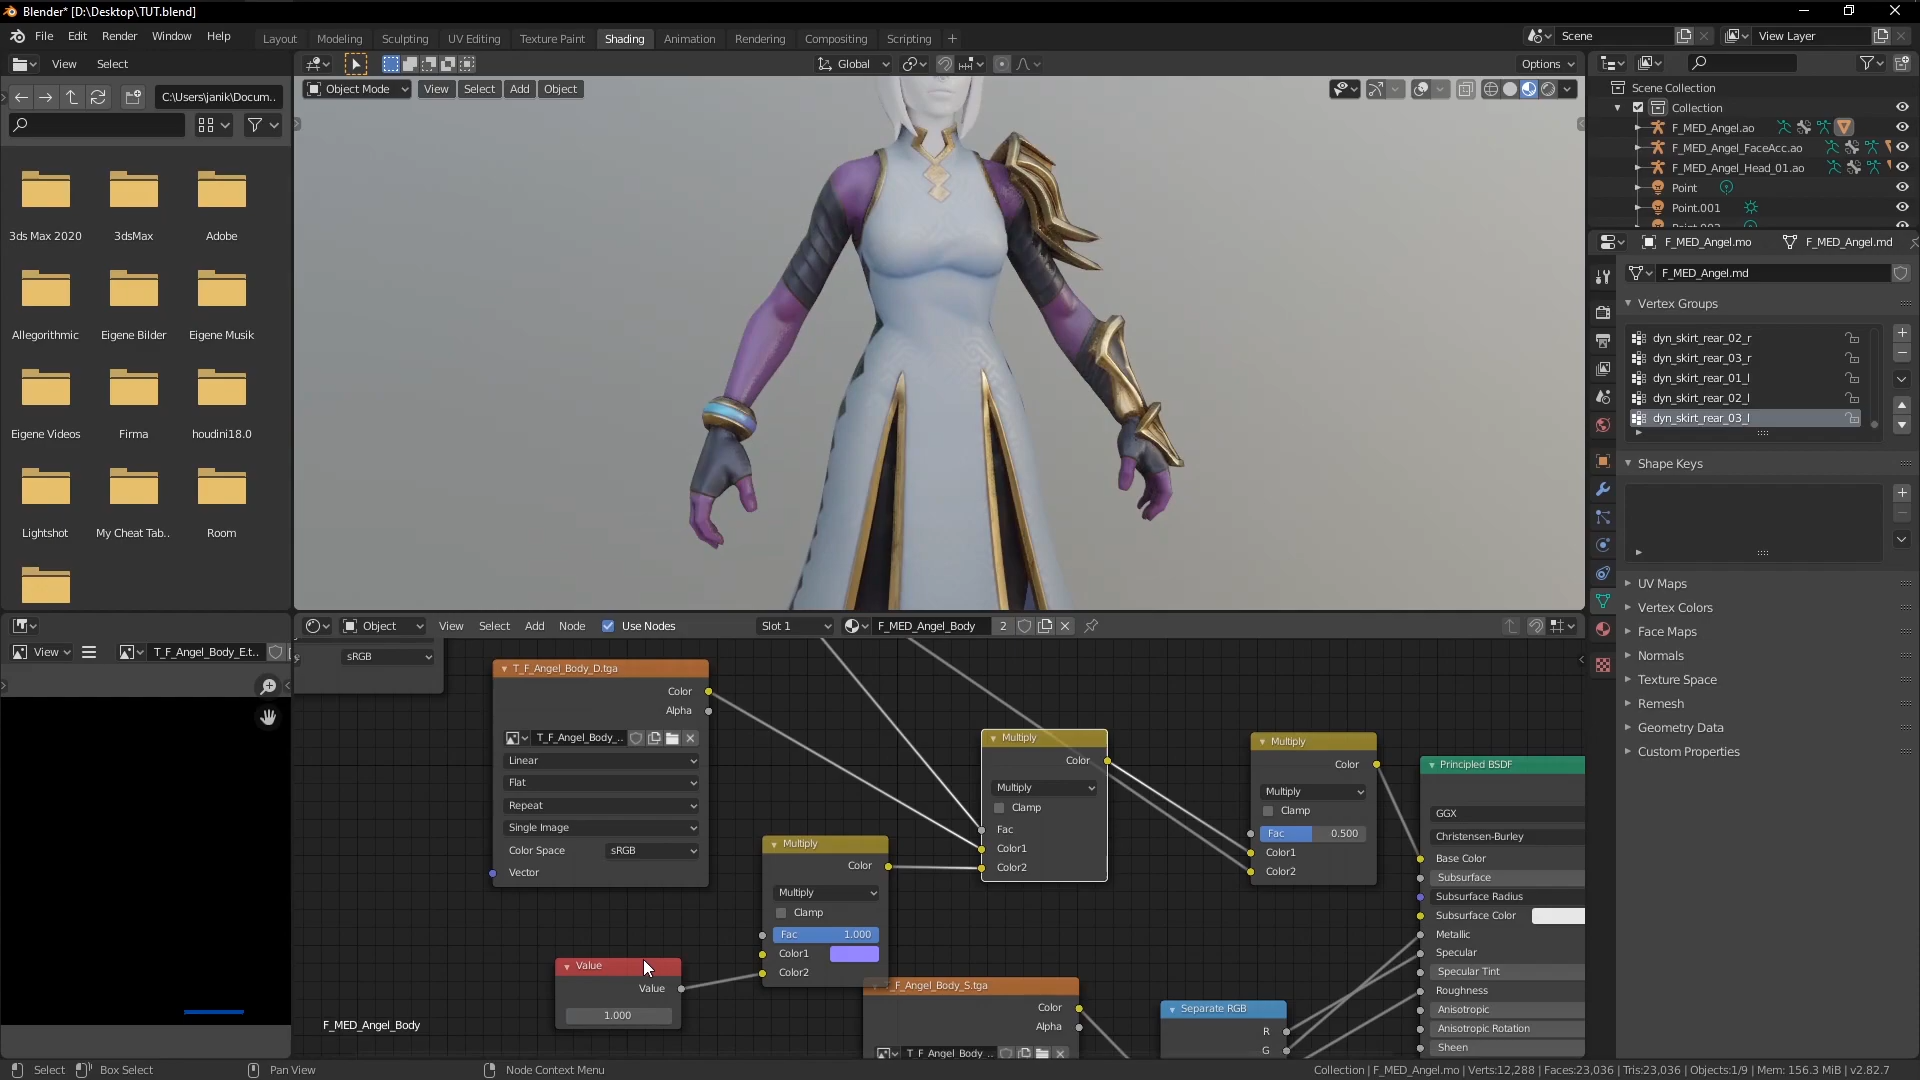 Blender* [D:\Desktop\TUT.blend]
File Edit Render Window Help
Layout Modeling Sculpting UV Editing Texture Paint Shading Animation Rendering Compositing Scripting
Scene
View Layer
View Select
Global
Options
C:\Users\janik\Docum..
Object Mode View Select Add Object
3ds Max 2020 3dsMax Adobe
Allegorithmic Eigene Bilder Eigene Musik
Eigene Videos Firma houdini18.0
Lightshot My Cheat Tab.. Room
Scene Collection
Collection
F_MED_Angel.ao
F_MED_Angel_FaceAcc.ao
F_MED_Angel_Head_01.ao
Point
Point.001
F_MED_Angel.mo F_MED_Angel.md
F_MED_Angel.md
Vertex Groups
dyn_skirt_rear_02_r
dyn_skirt_rear_03_r
dyn_skirt_rear_01_l
dyn_skirt_rear_02_l
dyn_skirt_rear_03_l
Shape Keys
UV Maps
Vertex Colors
Face Maps
Normals
Texture Space
Remesh
Geometry Data
Custom Properties
View T_F_Angel_Body_E.t..
Object View Select Add Node Use Nodes Slot 1 F_MED_Angel_Body 2
sRGB
T_F_Angel_Body_D.tga
Color
Alpha
T_F_Angel_Body_..
Linear
Flat
Repeat
Single Image
Color Space sRGB
Vector
Value
Value
1.000
Multiply
Color
Multiply
Clamp
Fac 1.000
Color1
Color2
_F_Angel_Body_S.tga
Color
Alpha
T_F_Angel_Body_..
Multiply
Color
Multiply
Clamp
Fac
Color1
Color2
Separate RGB
R
G
Multiply
Color
Multiply
Clamp
Fac 0.500
Color1
Color2
Principled BSDF
GGX
Christensen-Burley
Base Color
Subsurface
Subsurface Radius
Subsurface Color
Metallic
Specular
Specular Tint
Roughness
Anisotropic
Anisotropic Rotation
Sheen
F_MED_Angel_Body
Select Box Select Pan View Node Context Menu
Collection | F_MED_Angel.mo | Verts:12,288 | Faces:23,036 | Tris:23,036 | Objects:1/9 | Mem: 156.3 MiB | v2.82.7